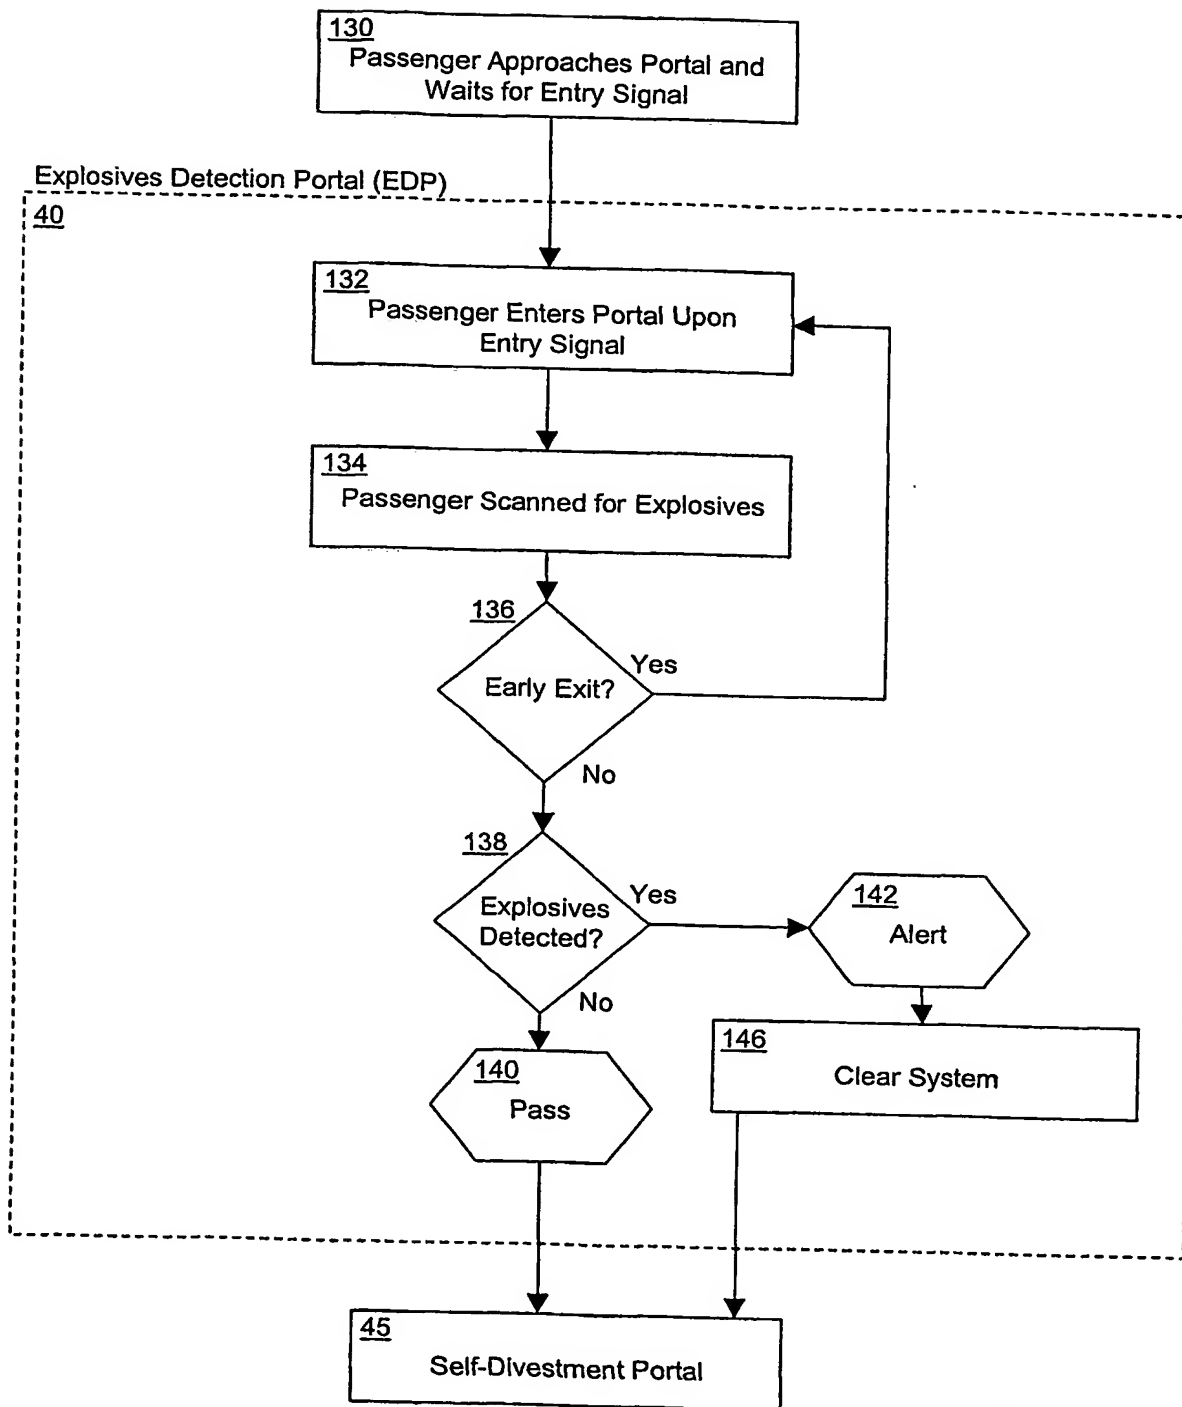 130
Passenger Approaches Portal and
Waits for Entry Signal
Explosives Detection Portal (EDP)
40
132
Passenger Enters Portal Upon
Entry Signal
134
Passenger Scanned for Explosives
136
Early Exit?
Yes
No
138
Explosives
Detected?
Yes
No
142
Alert
146
Clear System
140
Pass
45
Self-Divestment Portal